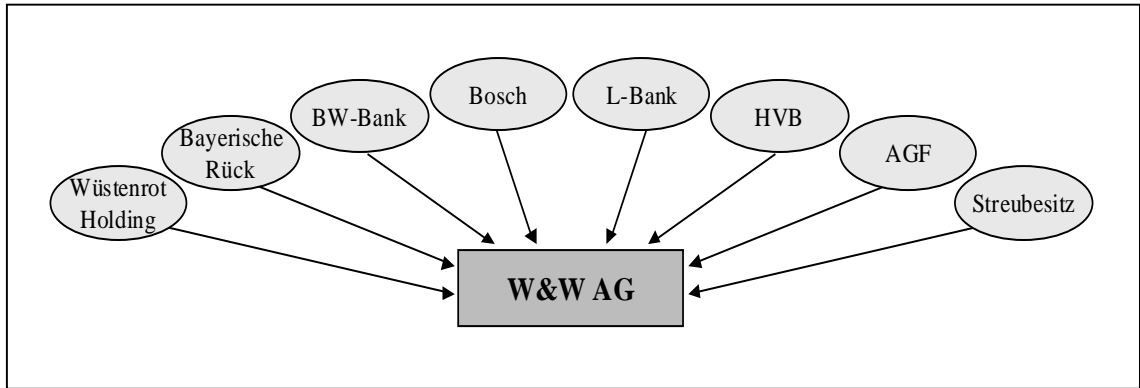 Wüstenrot
Holding
Bayerische
Rück
BW-Bank
Bosch
L-Bank
HVB
AGF
Streubesitz
W&W AG